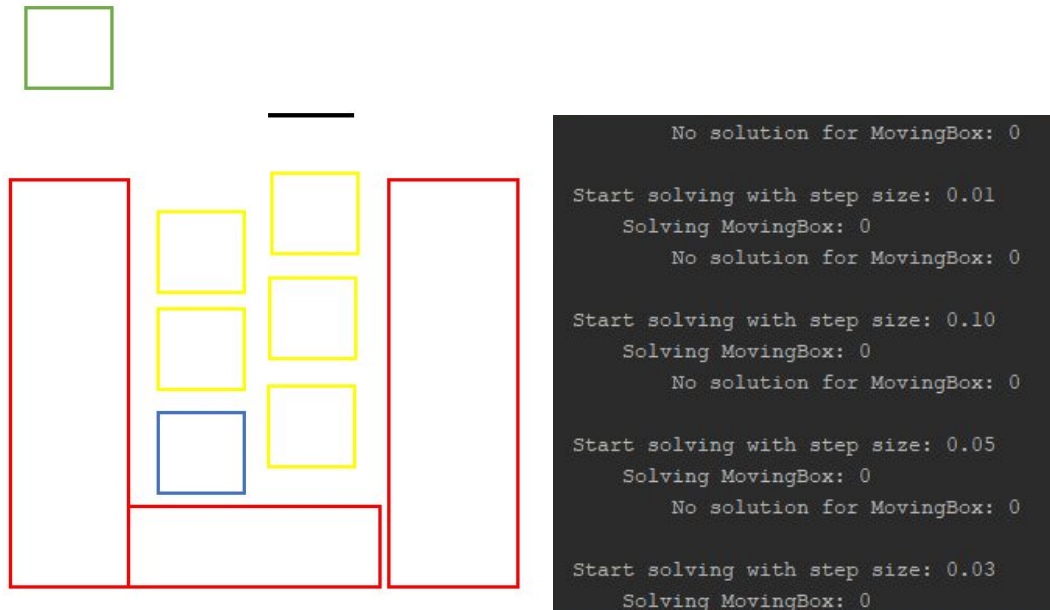 No solution for MovingBox: 0
Start solving with step size: 0.01
Solving MovingBox: 0
No solution for MovingBox: 0
Start solving with step size: 0.10
Solving MovingBox: 0
No solution for MovingBox: 0
Start solving with step size: 0.05
Solving MovingBox: 0
No solution for MovingBox: 0
Start solving with step size: 0.03
Solving MovingBox: 0